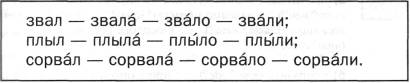 звал — звала́ — зва́ло — зва́ли;
плыл — плыла́ — плы́ло — плы́ли;
сорва́л — сорвала́ — сорва́ло — сорва́ли.